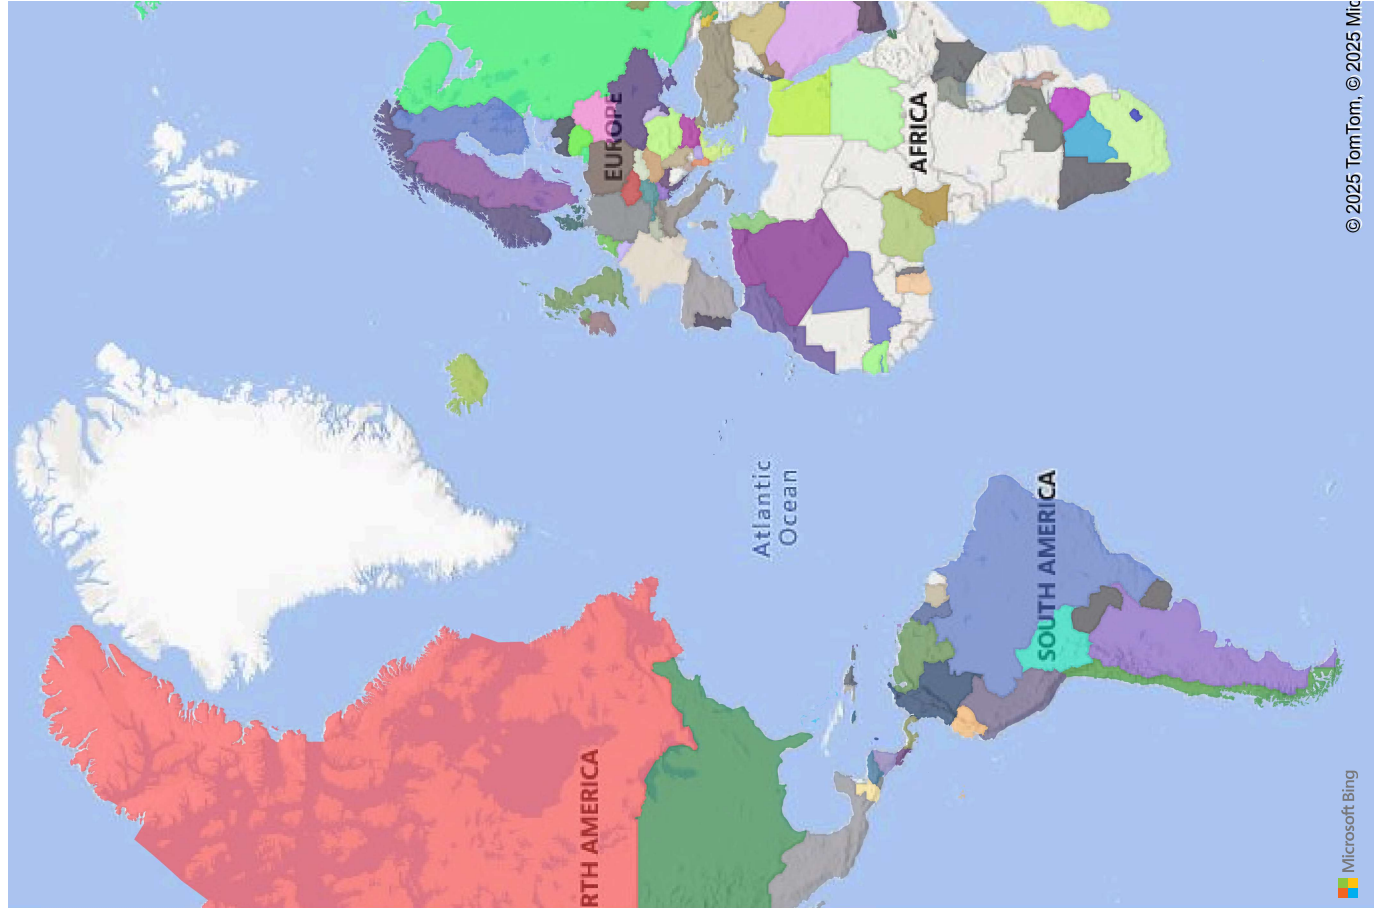 EUROPE
AFRICA
Atlantic
Ocean
RTH AMERICA
SOUTH AMERICA
Microsoft Bing
© 2025 TomTom, © 2025 Mic